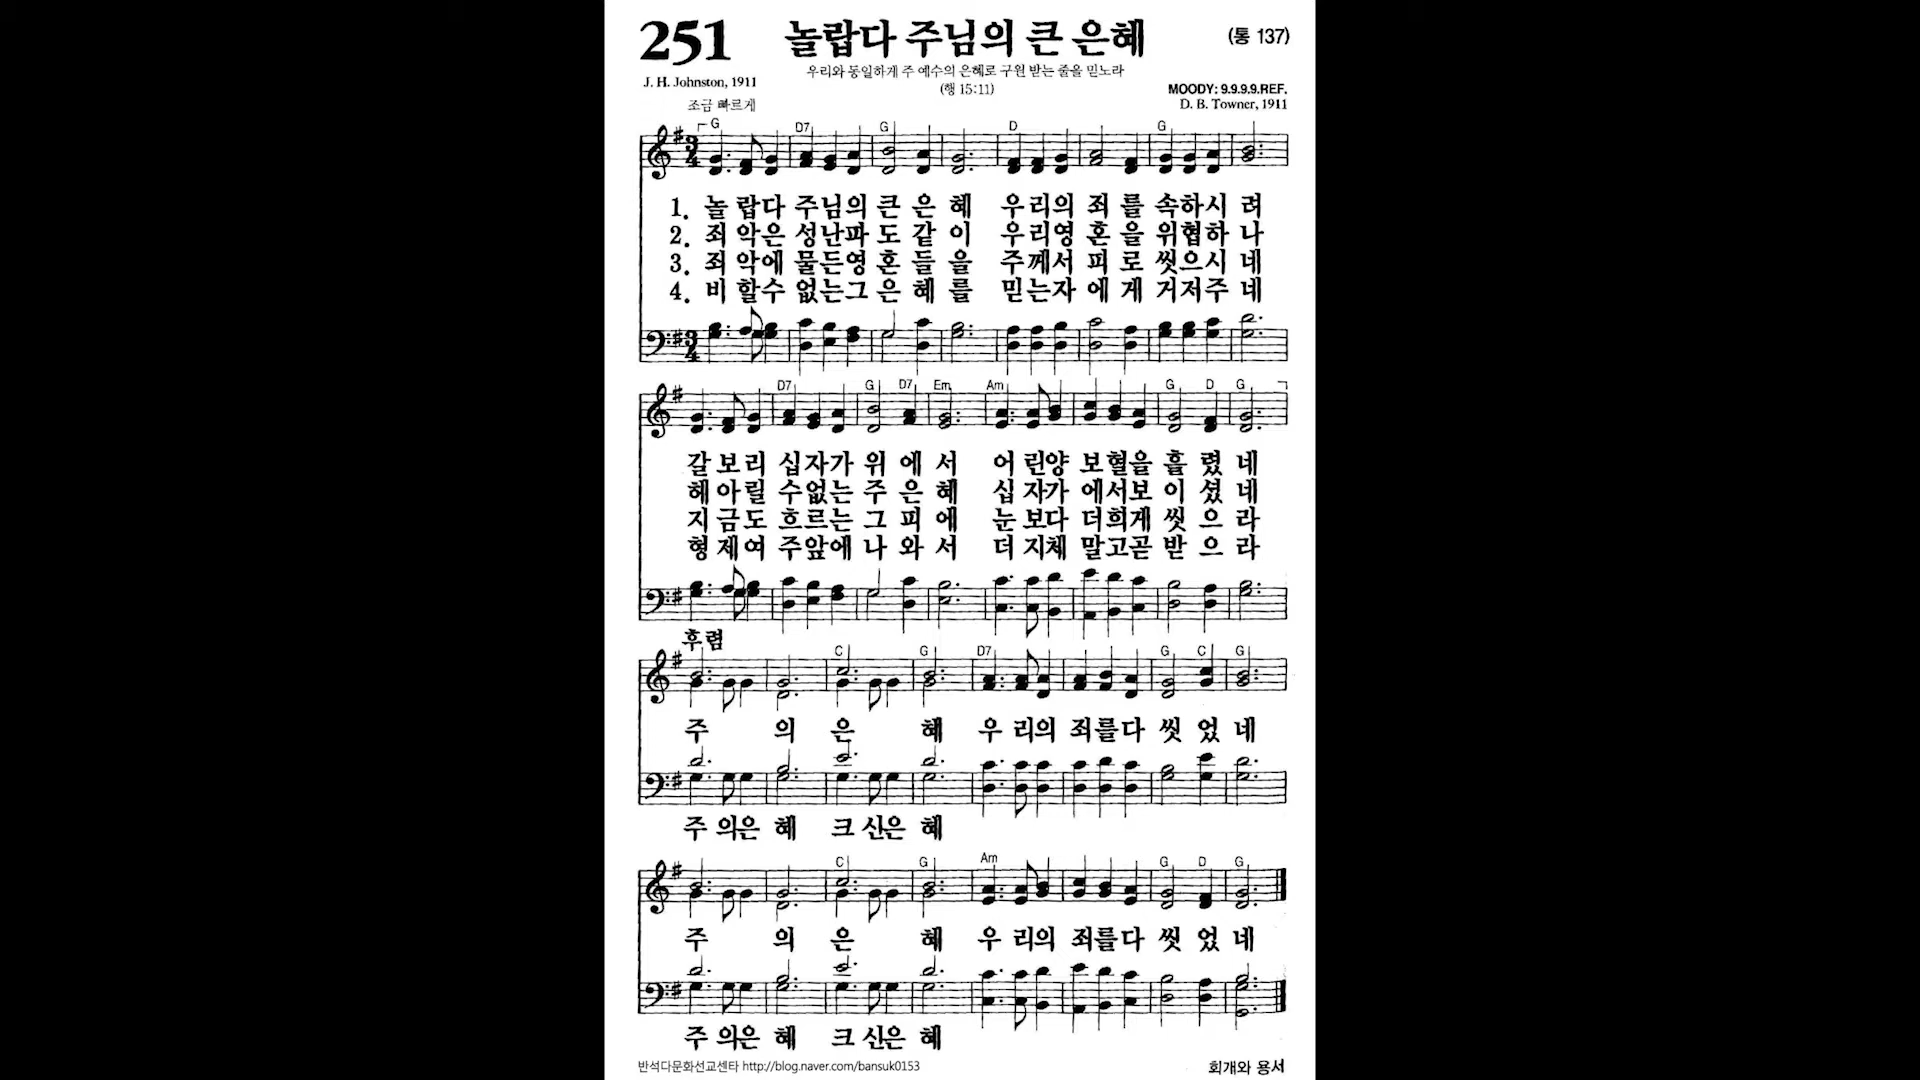 251 놀랍다 주님의 큰 은혜 (통 137)
우리와 동일하게 주 예수의 은혜로 구원 받는 줄을 믿노라
(행 15:11)
J. H. Johnston, 1911
MOODY: 9.9.9.9.REF.
조금 빠르게
D. B. Towner, 1911
G D7 G D G
1. 놀랍다 주님의 큰 은혜 우리의 죄를 속하시려
2. 죄악은 성난파도같이 우리영혼을 위협하나
3. 죄악에 물든영혼들을 주께서 피로 씻으시네
4. 비할수 없는그 은혜를 믿는자에게 거저주네
D7 G D7 Em Am G D G
갈보리 십자가 위에서 어린양 보혈을 흘렸네
헤아릴 수없는 주 은혜 십자가에서 보이셨네
지금도 흐르는 그 피에 눈보다 더희게 씻으라
형제여 주앞에 나와서 더 지체 말고곧 받으라
후렴
C G D7 G C G
주 의 은 혜 우리의 죄를다 씻었네
주의은혜 크신은혜
C G Am G D G
주 의 은 혜 우리의 죄를다 씻었네
주의은혜 크신은혜
반석다문화선교센타 http://blog.naver.com/bansuk0153
회개와 용서